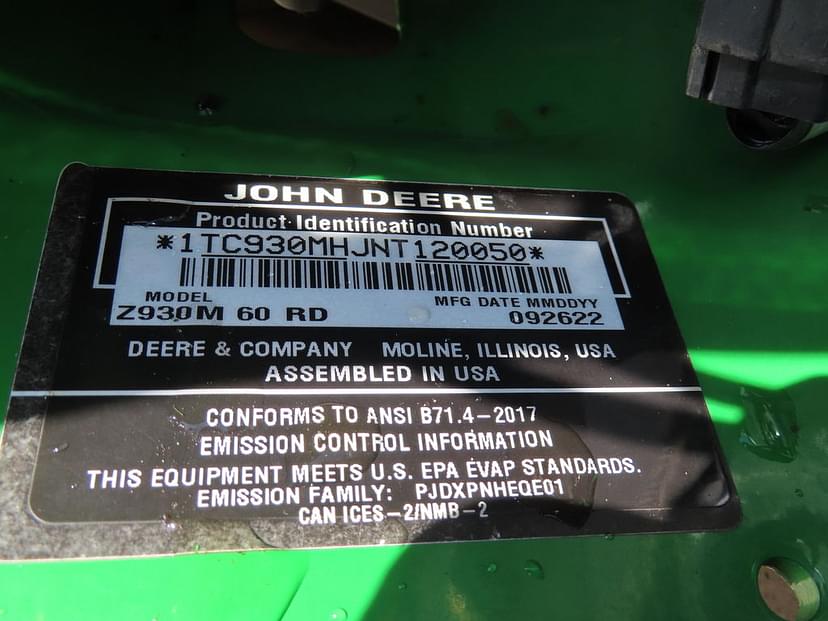 JOHN DEERE
Product Identification Number
*1TC930MHJNT120050*
MODEL MFG DATE MMDDYY
Z930M 60 RD 092622
DEERE & COMPANY MOLINE, ILLINOIS, USA
ASSEMBLED IN USA
CONFORMS TO ANSI B71.4-2017
EMISSION CONTROL INFORMATION
THIS EQUIPMENT MEETS U.S. EPA EVAP STANDARDS.
EMISSION FAMILY: PJDXPNHEQE01
CAN ICES-2/NMB-2